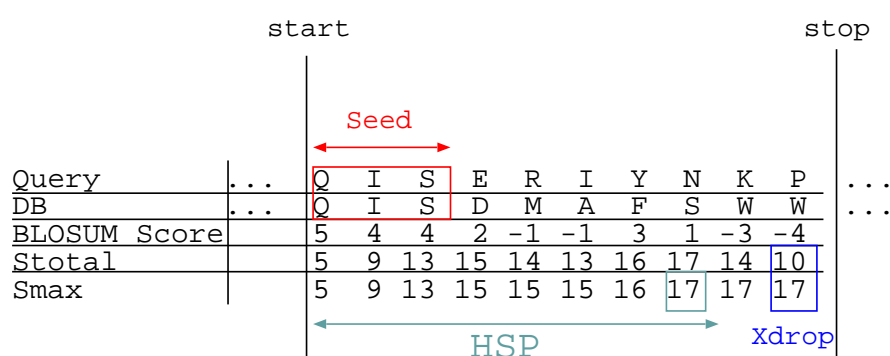 start stop
Seed
Query ... Q I S E R I Y N K P ...
DB ... Q I S D M A F S W W ...
BLOSUM Score 5 4 4 2 -1 -1 3 1 -3 -4
Stotal 5 9 13 15 14 13 16 17 14 10
Smax 5 9 13 15 15 15 16 17 17 17
HSP Xdrop